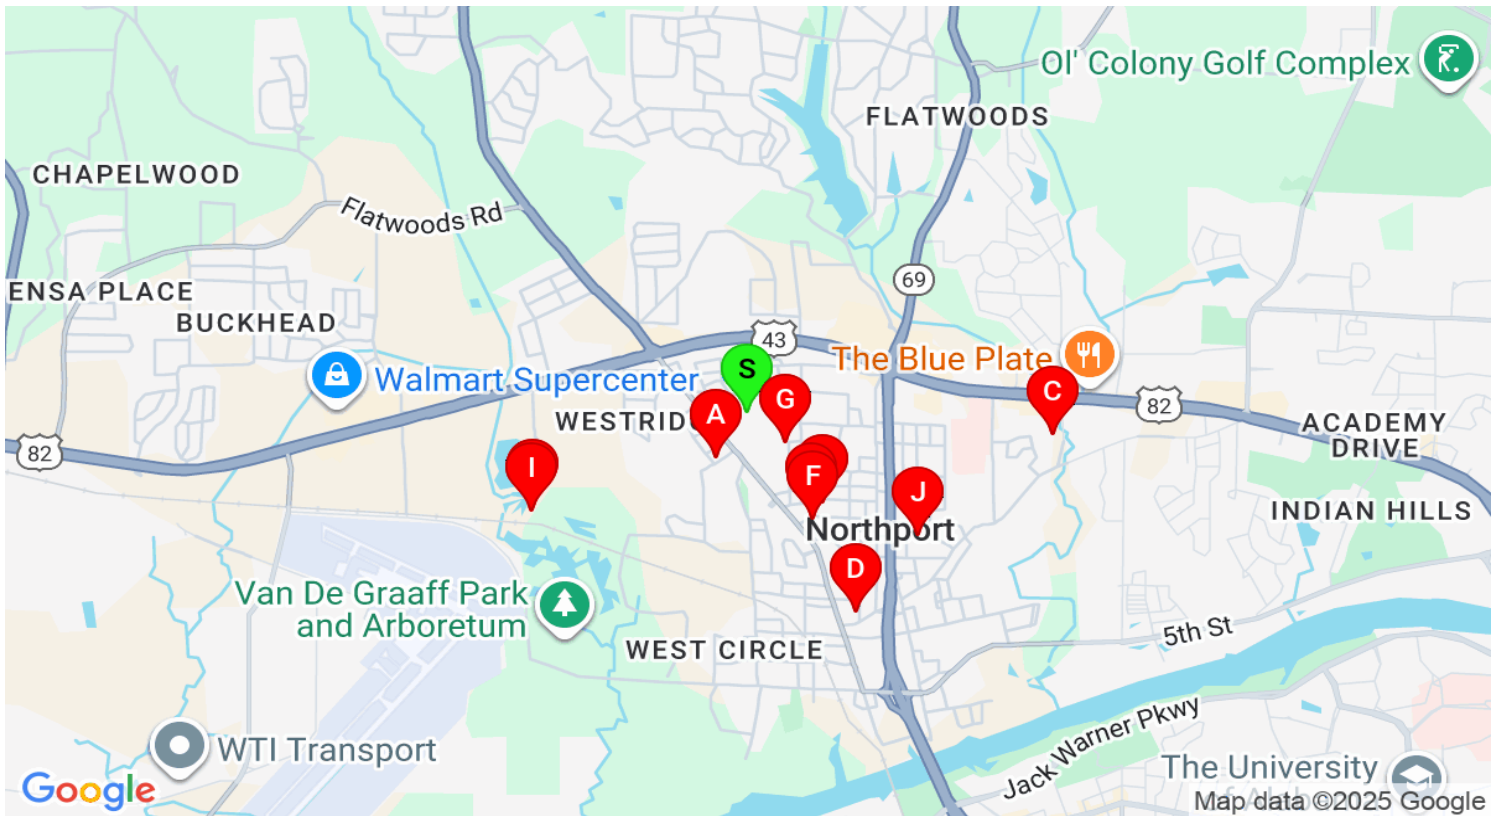 Ol' Colony Golf Complex
FLATWOODS
CHAPELWOOD
Flatwoods Rd
69
ENSA PLACE
BUCKHEAD
43
The Blue Plate
S
Walmart Supercenter
C
G
82
A
WESTRID
ACADEMY
DRIVE
82
I
F
J
INDIAN HILLS
Northport
D
Van De Graaff Park
and Arboretum
5th St
WEST CIRCLE
Jack Warner Pkwy
WTI Transport
The University
Google
Map data ©2025 Google